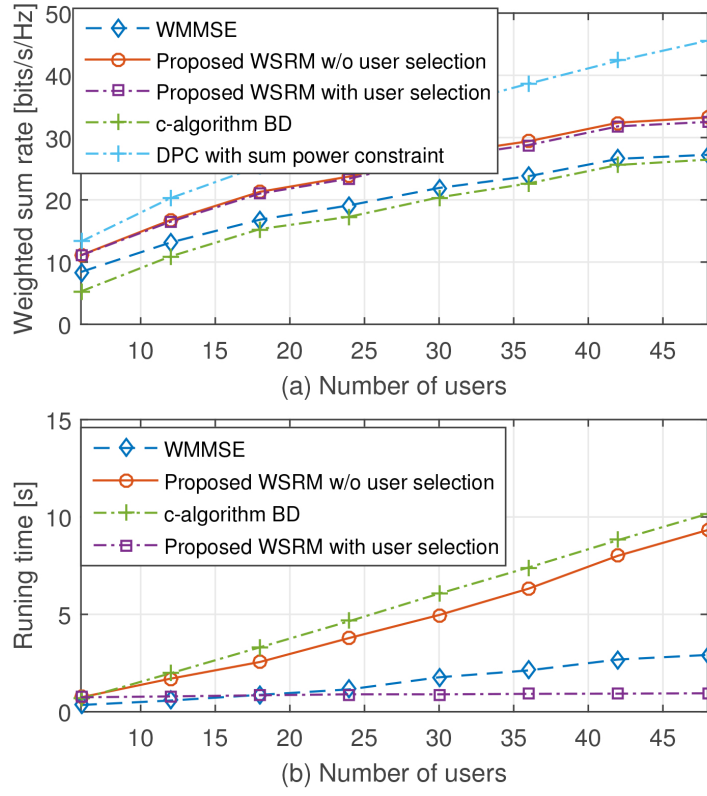 50
40
30
20
10
0
Weighted sum rate [bits/s/Hz]
WMMSE
Proposed WSRM w/o user selection
Proposed WSRM with user selection
c-algorithm BD
DPC with sum power constraint
10 15 20 25 30 35 40 45
(a) Number of users
15
10
5
0
Runing time [s]
WMMSE
Proposed WSRM w/o user selection
c-algorithm BD
Proposed WSRM with user selection
10 15 20 25 30 35 40 45
(b) Number of users